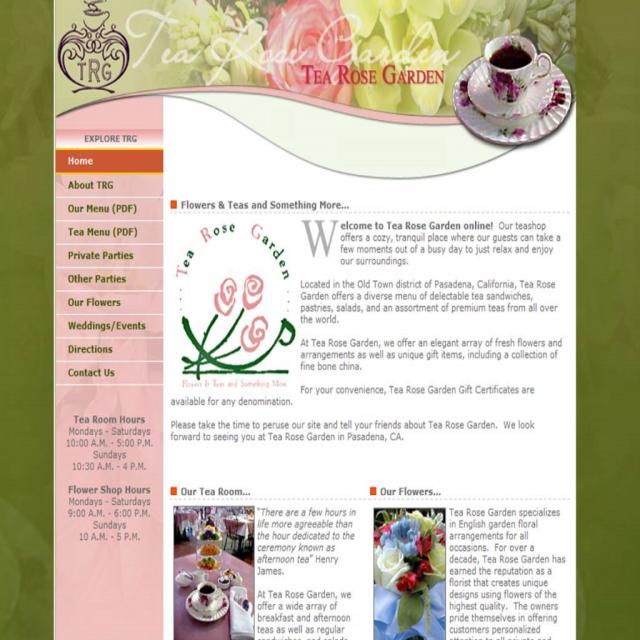 Tea Rose Garden
TEA ROSE GARDEN
TRG
EXPLORE TRG
Home
About TRG
Our Menu (PDF)
Tea Menu (PDF)
Private Parties
Other Parties
Our Flowers
Weddings/Events
Directions
Contact Us
Tea Room Hours
Mondays - Saturdays
10:00 A.M. - 5:00 P.M.
Sundays
10:30 A.M. - 4 P.M.
Flower Shop Hours
Mondays - Saturdays
9:00 A.M. - 6:00 P.M.
Sundays
10 A.M. - 5 P.M.
Flowers & Teas and Something More...
Tea Rose Garden
Flowers & Teas and Something More
Welcome to Tea Rose Garden online! Our teashop
offers a cozy, tranquil place where our guests can take a
few moments out of a busy day to just relax and enjoy
our surroundings.
Located in the Old Town district of Pasadena, California, Tea Rose
Garden offers a diverse menu of delectable tea sandwiches,
pastries, salads, and an assortment of premium teas from all over
the world.
At Tea Rose Garden, we offer an elegant array of fresh flowers and
arrangements as well as unique gift items, including a collection of
fine bone china.
For your convenience, Tea Rose Garden Gift Certificates are
available for any denomination.
Please take the time to peruse our site and tell your friends about Tea Rose Garden. We look
forward to seeing you at Tea Rose Garden in Pasadena, CA.
Our Tea Room...
"There are a few hours in
life more agreeable than
the hour dedicated to the
ceremony known as
afternoon tea" Henry
James.
At Tea Rose Garden, we
offer a wide array of
breakfast and afternoon
teas as well as regular
Our Flowers...
Tea Rose Garden specializes
in English garden floral
arrangements for all
occasions. For over a
decade, Tea Rose Garden has
earned the reputation as a
florist that creates unique
designs using flowers of the
highest quality. The owners
pride themselves in offering
customers personalized